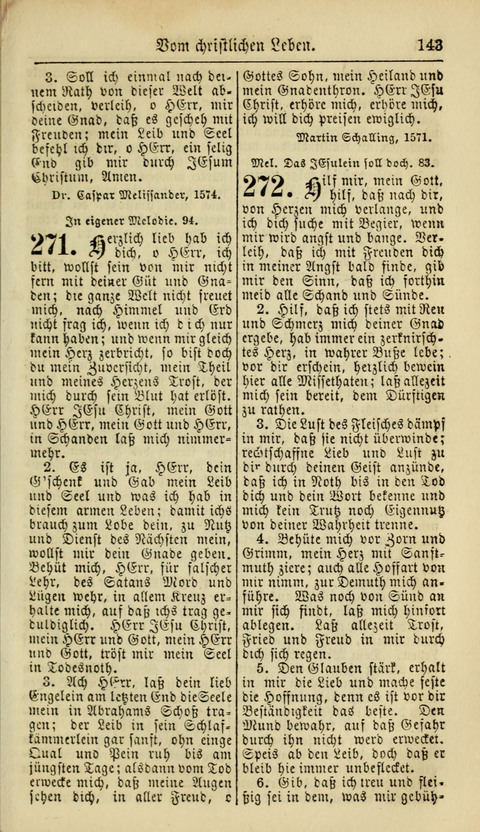 Vom christlichen Leben. 143
3. Soll ich einmal nach dei-
nem Rath von dieser Welt ab-
scheiden, verleih, o HErr, mir
deine Gnad, daß es gescheh mit
Freuden; mein Leib und Seel
befehl ich dir, o HErr, ein selig
End gib mir durch JEsum
Christum, Amen.
Dr. Caspar Melissander, 1574.
In eigener Melodie. 94.
271. Herzlich lieb hab ich
dich, o HErr, ich
bitt, wollst sein von mir nicht
fern mit deiner Güt und Gna-
den; die ganze Welt nicht freuet
mich, nach Himmel und Erd
nicht frag ich, wenn ich dich nur
kann haben; und wenn mir gleich
mein Herz zerbricht, so bist doch
du mein Zuversicht, mein Theil
und meines Herzens Trost, der
mich durch sein Blut hat erlöst.
HErr JEsu Christ, mein Gott
und HErr, mein Gott und HErr,
in Schanden laß mich nimmer-
mehr.
2. Es ist ja, HErr, dein
G'schenk und Gab mein Leib
und Seel und was ich hab in
diesem armen Leben; damit ichs
brauch zum Lobe dein, zu Nutz
und Dienst des Nächsten mein,
wollst mir dein Gnade geben.
Behüt mich, HErr, für falscher
Lehr, des Satans Mord und
Lügen wehr, in allem Kreuz er-
halte mich, auf daß ichs trag ge-
duldiglich. HErr JEsu Christ,
mein HErr und Gott, mein HErr
und Gott, tröst mir mein Seel
in Todesnoth.
3. Ach HErr, laß dein lieb
Engelein am letzten End die Seele
mein in Abrahams Schoß tra-
gen; der Leib in seim Schlaf-
kämmerlein gar sanft, ohn einge
Qual und Pein ruh bis am
jüngsten Tage; alsdann vom Tod
erwecke mich, daß meine Augen
sehen dich, in aller Freud, o
Gottes Sohn, mein Heiland und
mein Gnadenthron. HErr JEsu
Christ, erhöre mich, erhöre mich,
ich will dich preisen ewiglich.
Martin Schalling, 1571.
Mel. Das JEsulein soll doch. 83.
272. Hilf mir, mein Gott,
hilf, daß nach dir,
von Herzen mich verlange, und
ich dich suche mit Begier, wenn
mir wird angst und bange. Ver-
leih, daß ich mit Freuden dich
in meiner Angst bald finde, gib
mir den Sinn, daß ich forthin
meid alle Schand und Sünde.
2. Hilf, daß ich stets mit Reu
und Schmerz mich deiner Gnad
ergebe, hab immer ein zerknirsch-
tes Herz, in wahrer Buße lebe;
vor dir erschein, herzlich bewein
hier alle Missethaten; laß allezeit
mich sein bereit, dem Dürftigen
zu rathen.
3. Die Lust des Fleisches dämpf
in mir, daß sie nicht überwinde;
rechtschaffne Lieb und Lust zu
dir durch deinen Geist anzünde,
daß ich in Noth bis in den Tod
dich und dein Wort bekenne und
mich kein Trutz noch Eigennutz
von deiner Wahrheit trenne.
4. Behüte mich vor Zorn und
Grimm, mein Herz mit Sanft-
muth ziere; auch alle Hoffart von
mir nimm, zur Demuth mich an-
führe. Was noch von Sünd an
mir sich findt, laß mich hinfort
ablegen. Laß allezeit Trost,
Fried und Freud in mir durch
dich sich regen.
5. Den Glauben stärk, erhalt
in mir die Lieb und mache feste
die Hoffnung, denn es ist vor dir
Beständigkeit das beste. Den
Mund bewahr, auf daß Gefahr
durch ihn nicht werd erwecket.
Speis ab den Leib, doch daß er
bleib hie immer unbeflecket.
6. Gib, daß ich treu und flei-
ßig sei in dem, was mir gebüh-